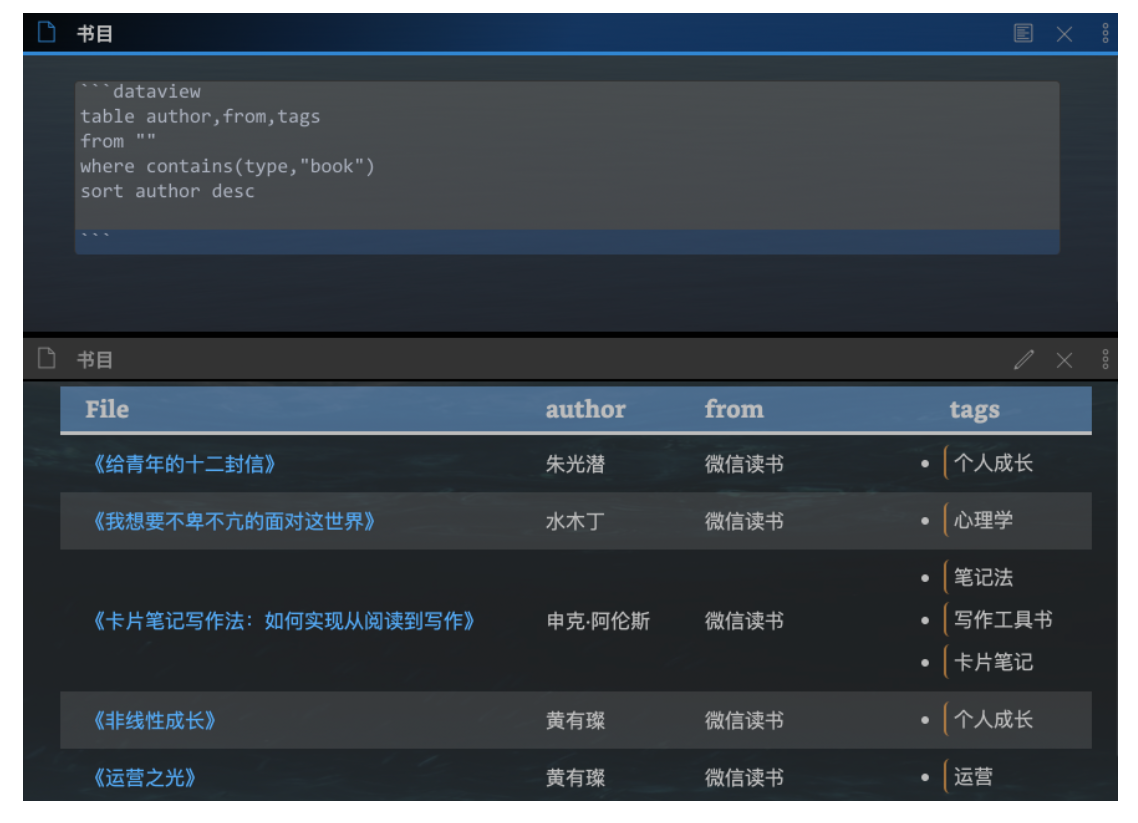 书目
```dataview
table author,from,tags
from ""
where contains(type,"book")
sort author desc
```
书目
File author from tags
《给青年的十二封信》 朱光潜 微信读书 • 个人成长
《我想要不卑不亢的面对这世界》 水木丁 微信读书 • 心理学
• 笔记法
《卡片笔记写作法：如何实现从阅读到写作》 申克·阿伦斯 微信读书 • 写作工具书
• 卡片笔记
《非线性成长》 黄有璨 微信读书 • 个人成长
《运营之光》 黄有璨 微信读书 • 运营